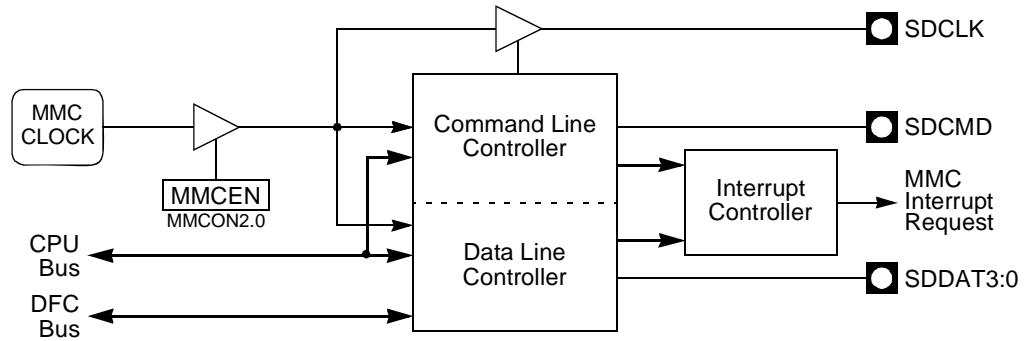 SDCLK
MMC
CLOCK
Command Line
Controller
SDCMD
MMCEN
MMCON2.0
Interrupt
Controller
MMC
Interrupt
Request
CPU
Bus
Data Line
Controller
SDDAT3:0
DFC
Bus